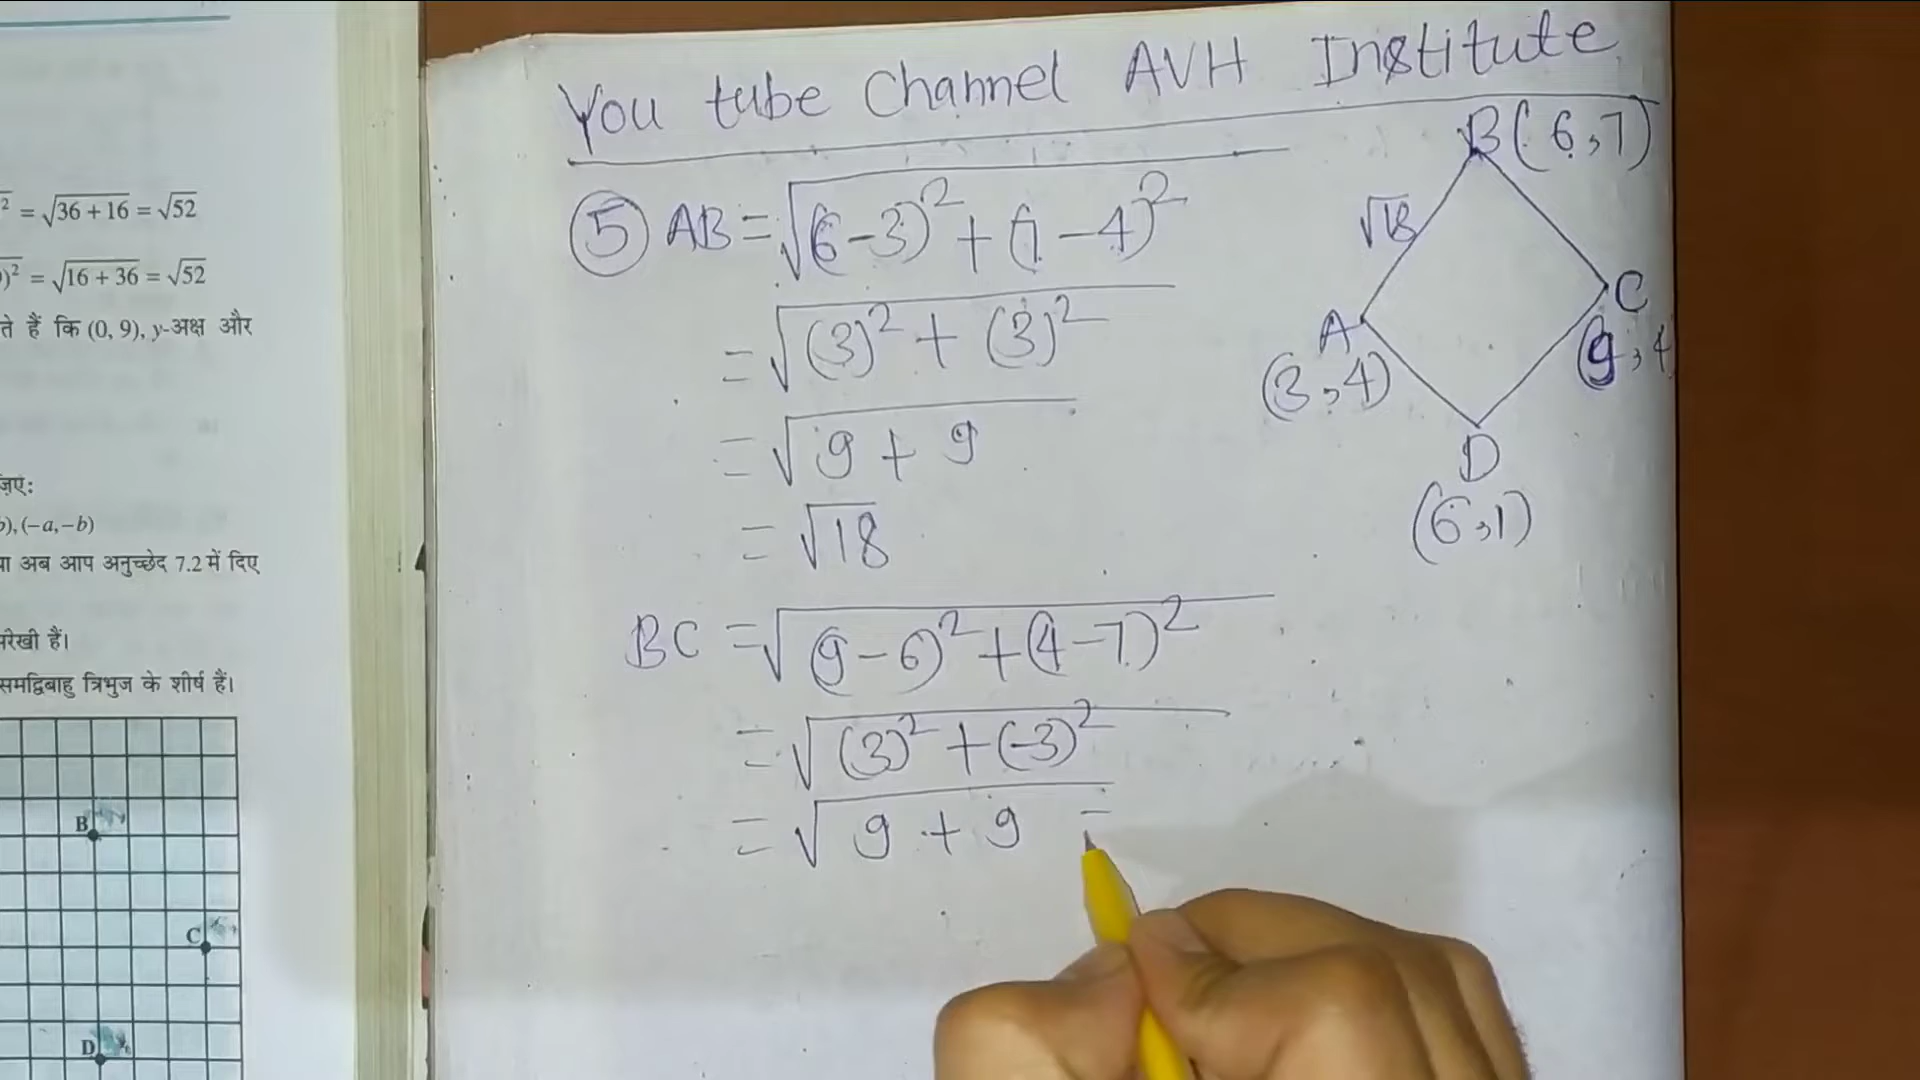 ² = √36 + 16 = √52
)² = √16 + 36 = √52
ते हैं कि (0, 9), y-अक्ष और
), (–a, –b)
अब आप अनुच्छेद 7.2 में दिए
हैं।
समद्विबाहु त्रिभुज के शीर्ष हैं।
B
C
D
You tube Channel AVH Institute
⑤ AB = √(6-3)² + (7-4)²
= √(3)² + (3)²
= √9 + 9
= √18
BC = √(9-6)² + (4-7)²
= √(3)² + (-3)²
= √9 + 9 =
B(6,7)
√18
C
A
(9,4
(3,4)
D
(6,1)